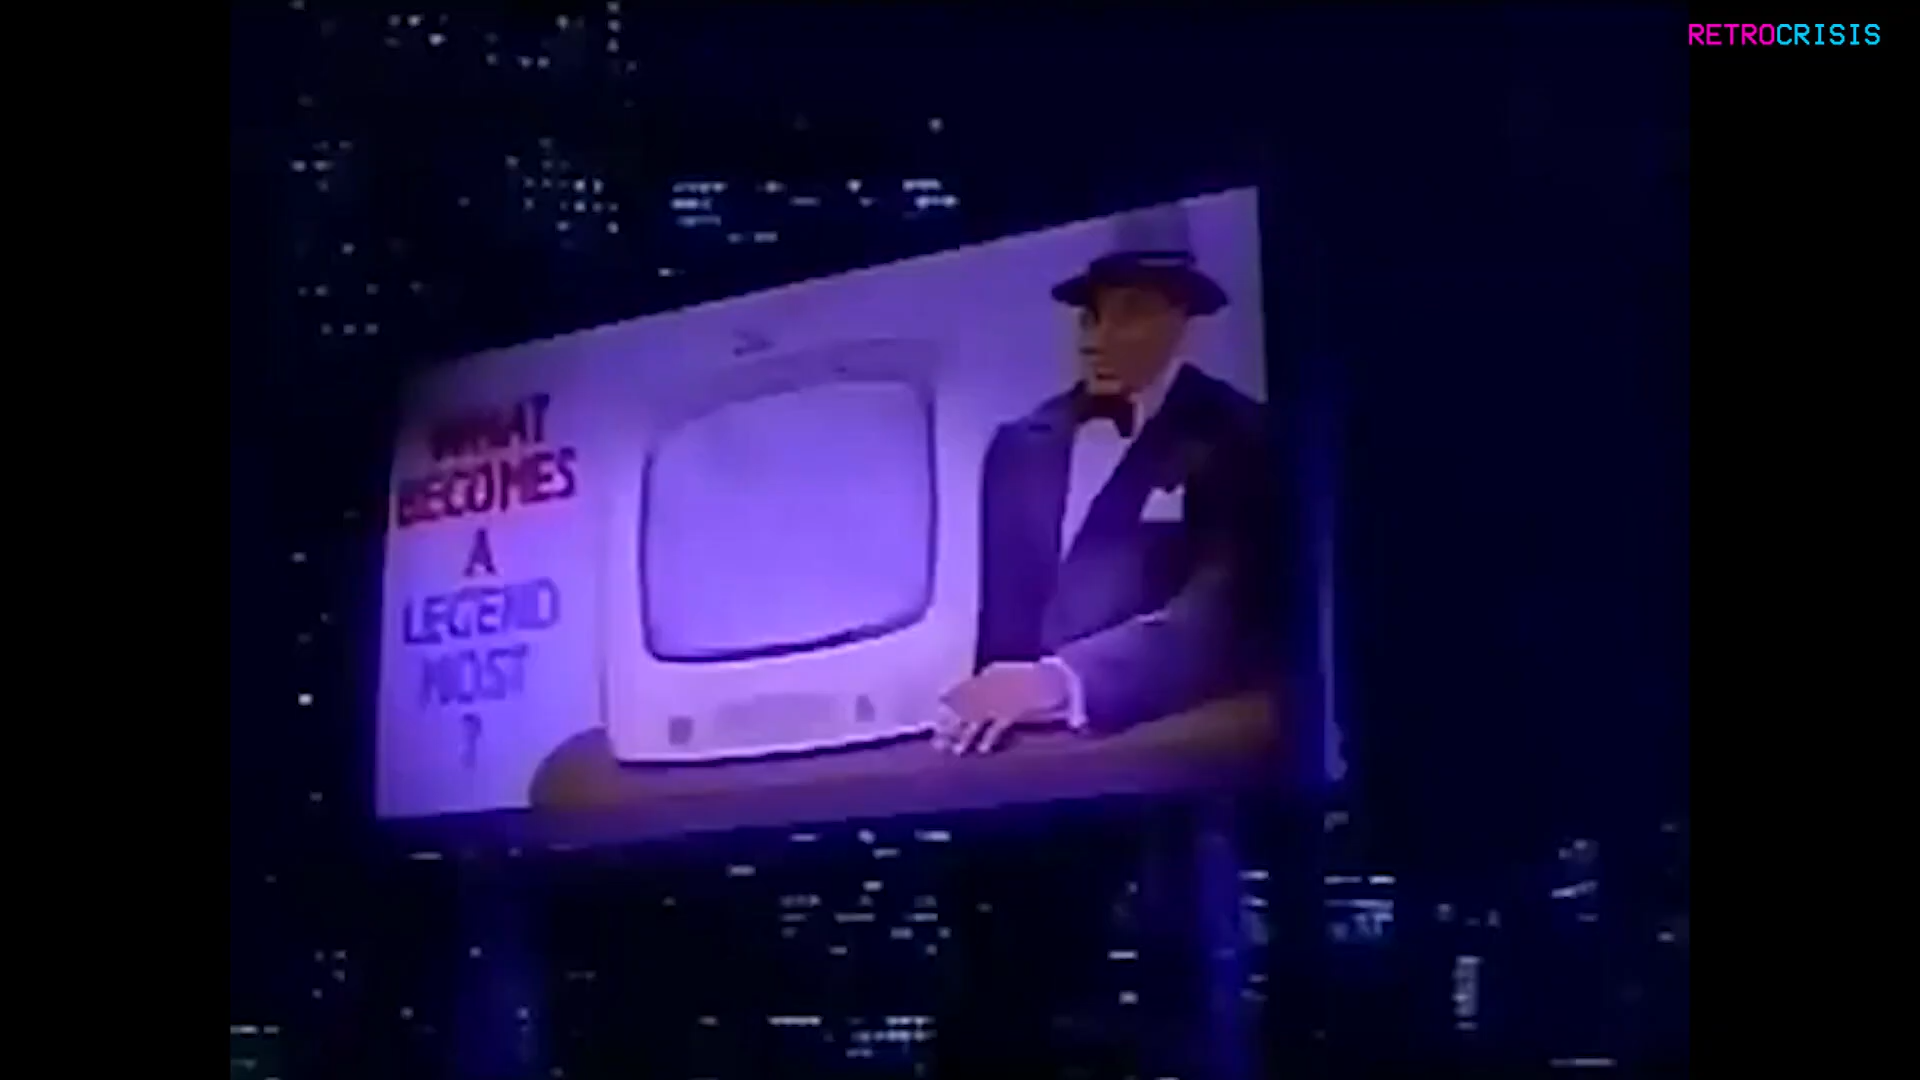 RETROCRISIS
WHAT
BECOMES
A
LEGEND
MOST
?